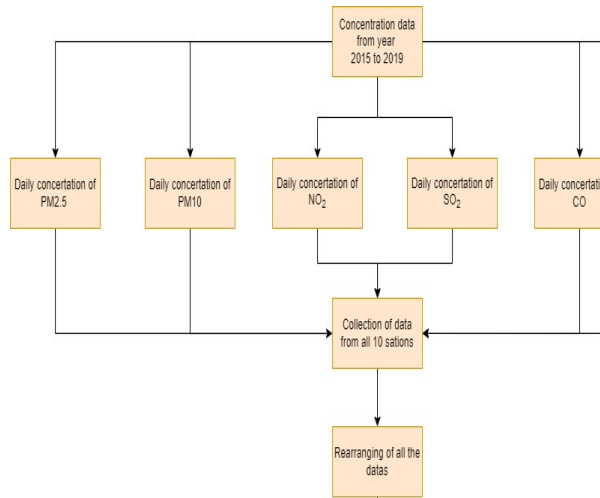 Concentration data
from year
2015 to 2019
Daily concertation of
PM2.5
Daily concertation of
PM10
Daily concertation of
NO₂
Daily concertation of
SO₂
Daily concertati
CO
Collection of data
from all 10 sations
Rearranging of all the
datas